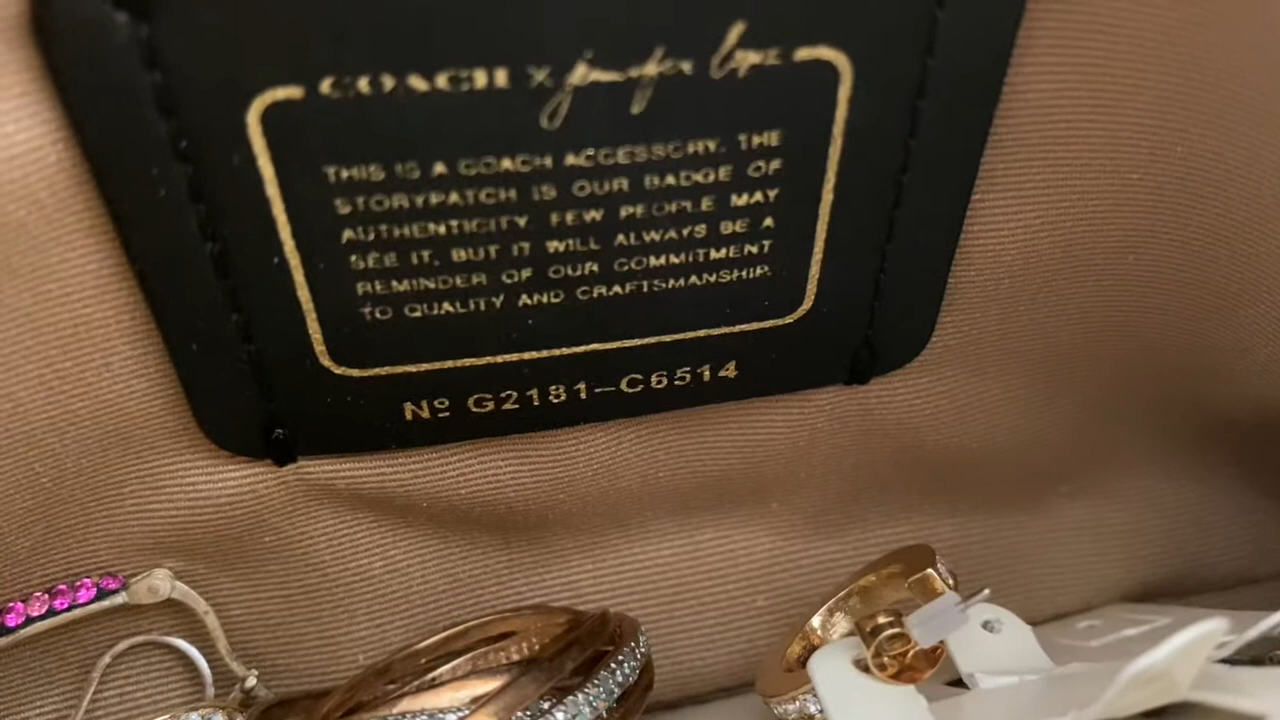 COACH × jennifer lopez
THIS IS A COACH ACCESSORY. THE
STORYPATCH IS OUR BADGE OF
AUTHENTICITY. FEW PEOPLE MAY
SEE IT, BUT IT WILL ALWAYS BE A
REMINDER OF OUR COMMITMENT
TO QUALITY AND CRAFTSMANSHIP.
Nº G2181-C6514